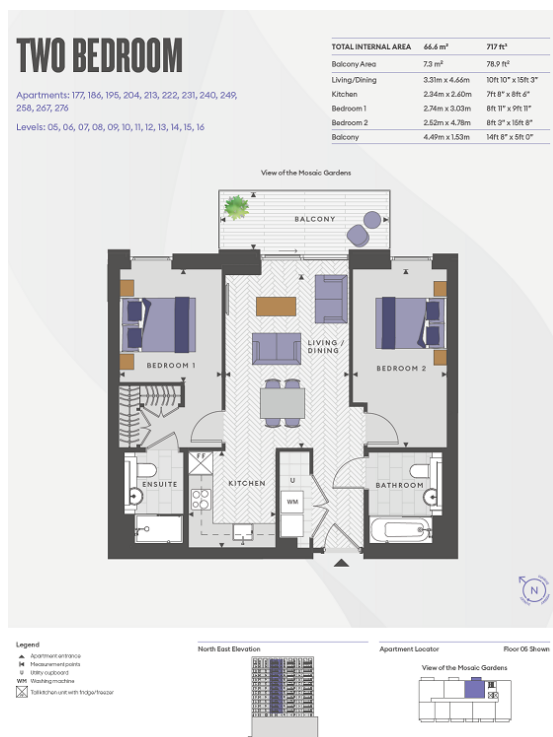 TWO BEDROOM
Apartments: 177, 186, 195, 204, 213, 222, 231, 240, 249,
258, 267, 276
Levels: 05, 06, 07, 08, 09, 10, 11, 12, 13, 14, 15, 16
TOTAL INTERNAL AREA 66.6 m² 717 ft²
Balcony Area 7.3 m² 78.9 ft²
Living/Dining 3.31m x 4.66m 10ft 10" x 15ft 3"
Kitchen 2.34m x 2.60m 7ft 8" x 8ft 6"
Bedroom 1 2.74m x 3.03m 8ft 11" x 9ft 11"
Bedroom 2 2.52m x 4.78m 8ft 3" x 15ft 8"
Balcony 4.49m x 1.53m 14ft 8" x 5ft 0"
View of the Mosaic Gardens
BALCONY
LIVING /
DINING
BEDROOM 1
BEDROOM 2
FF
U
ENSUITE
KITCHEN
WM
BATHROOM
N
Legend
Apartment entrance
Measurement points
U Utility cupboard
WM Washing machine
Tall kitchen unit with fridge/freezer
North East Elevation
Apartment Locator Floor 05 Shown
View of the Mosaic Gardens